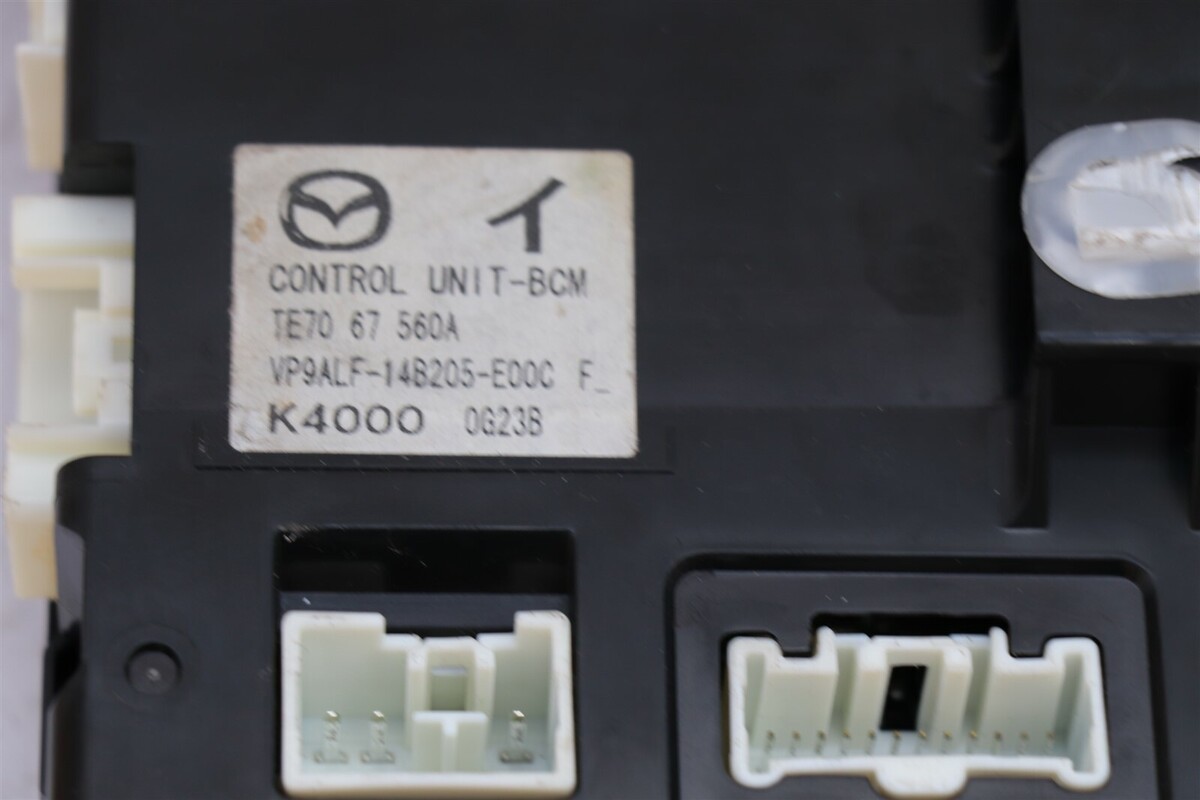 イ
CONTROL UNIT-BCM
TE70 67 560A
VP9ALF-14B205-E00C F_
K4000 0G23B